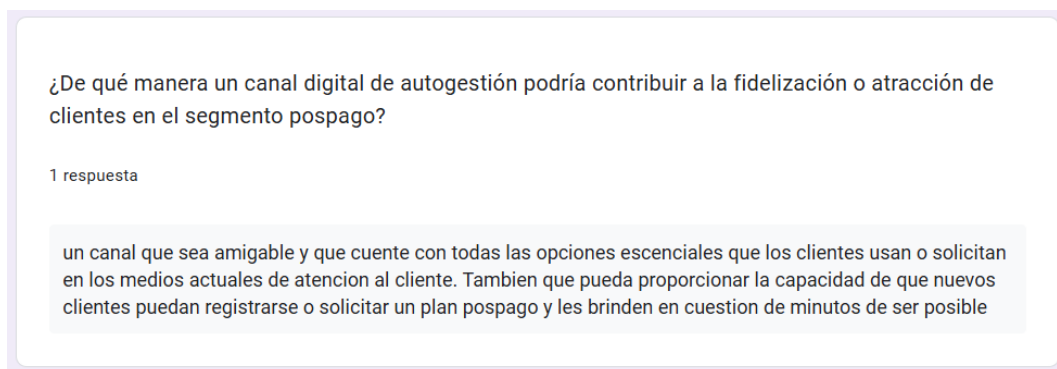 ¿De qué manera un canal digital de autogestión podría contribuir a la fidelización o atracción de
clientes en el segmento pospago?
1 respuesta
un canal que sea amigable y que cuente con todas las opciones escenciales que los clientes usan o solicitan
en los medios actuales de atencion al cliente. Tambien que pueda proporcionar la capacidad de que nuevos
clientes puedan registrarse o solicitar un plan pospago y les brinden en cuestion de minutos de ser posible